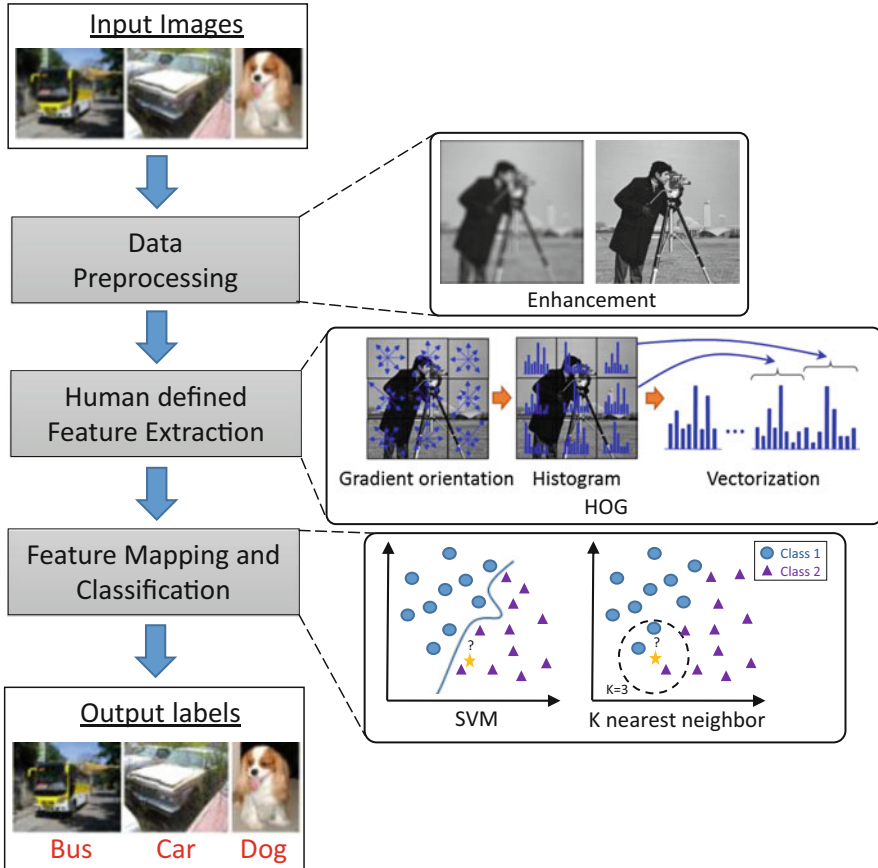 Input Images
Data
Preprocessing
Enhancement
Human defined
Feature Extraction
Gradient orientation
Histogram
Vectorization
HOG
Feature Mapping and
Classification
Class 1
Class 2
?
SVM
?
K=3
K nearest neighbor
Output labels
Bus
Car
Dog